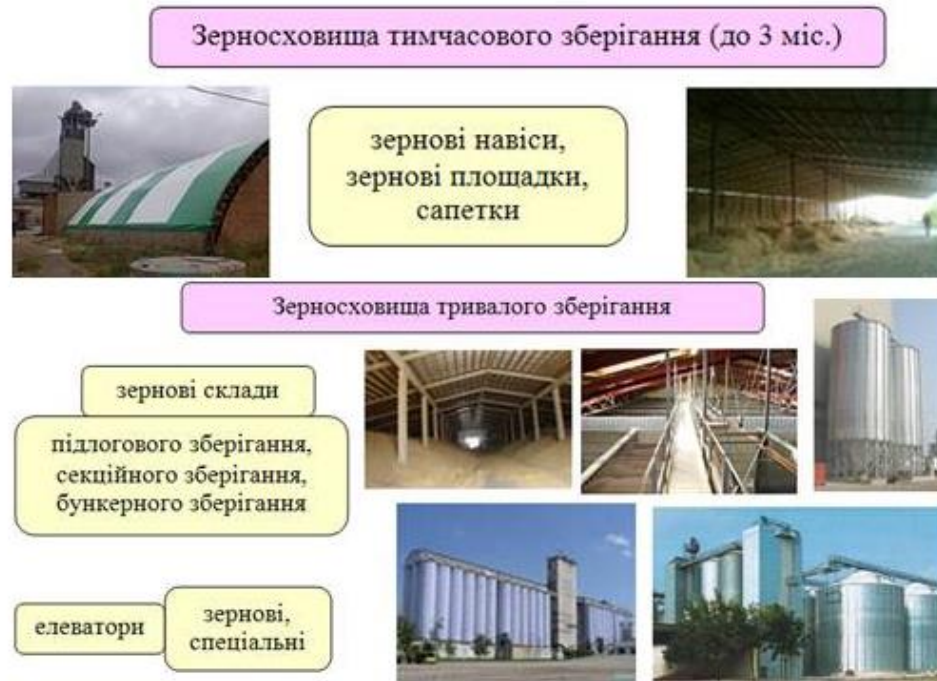 Зерносховища тимчасового зберігання (до 3 міс.)
зернові навіси,
зернові площадки,
сапетки
Зерносховища тривалого зберігання
зернові склади
підлогового зберігання,
секційного зберігання,
бункерного зберігання
елеватори
зернові,
спеціальні